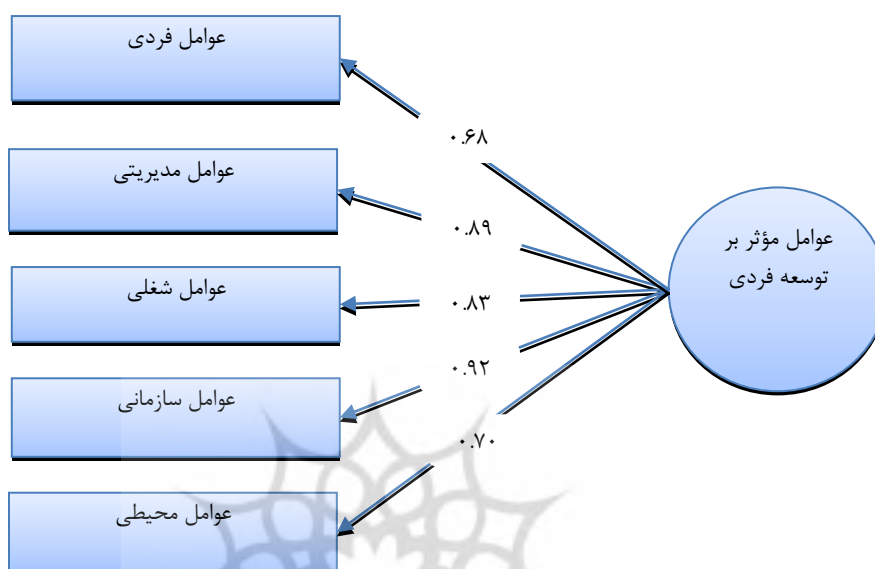 عوامل فردی
۰.۶۸
عوامل مدیریتی
۰.۸۹
عوامل مؤثر بر
توسعه فردی
عوامل شغلی
۰.۸۳
۰.۹۲
عوامل سازمانی
۰.۷۰
عوامل محیطی